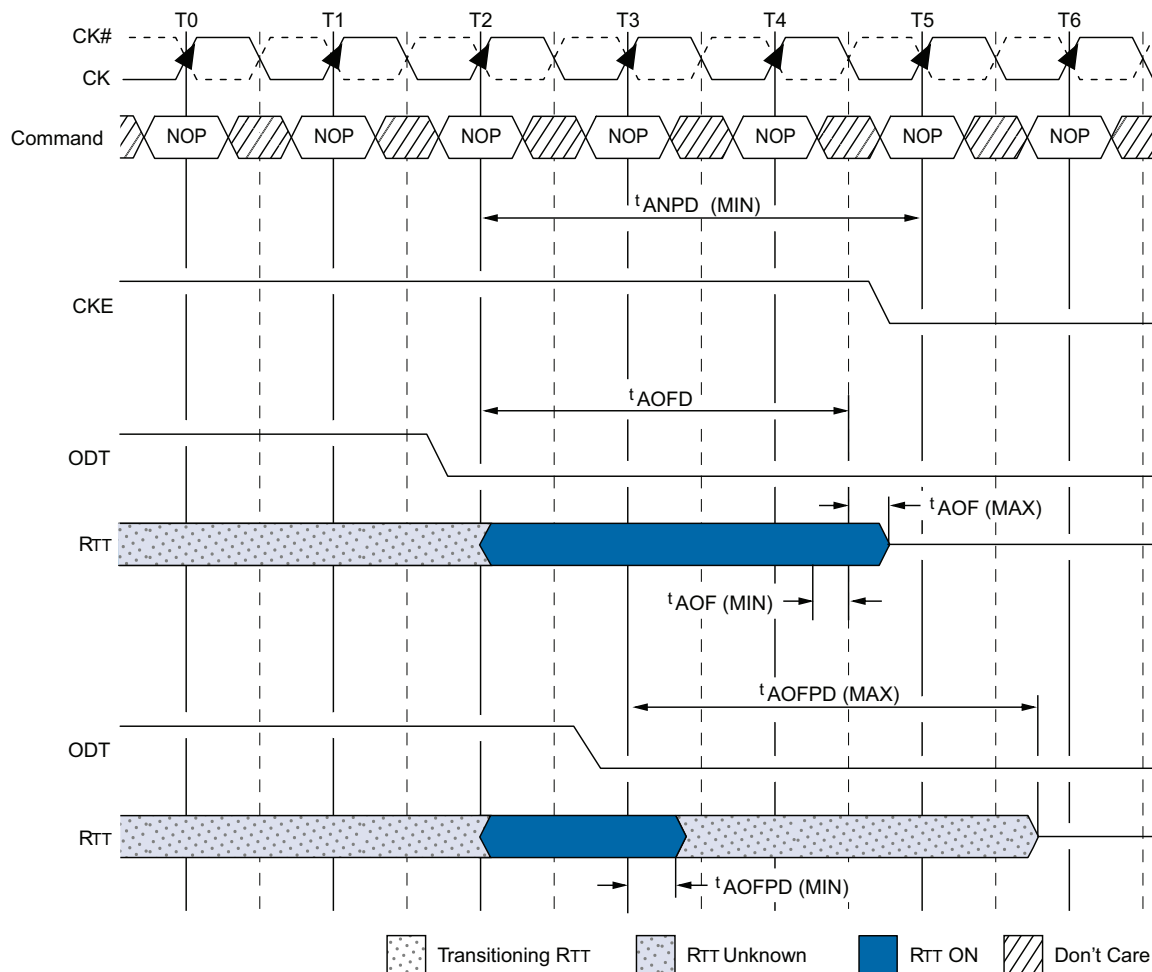 T0 T1 T2 T3 T4 T5 T6
CK#
CK
Command NOP NOP NOP NOP NOP NOP NOP
tANPD (MIN)
CKE
tAOFD
ODT
tAOF (MAX)
RTT
tAOF (MIN)
tAOFPD (MAX)
ODT
RTT
tAOFPD (MIN)
Transitioning RTT RTT Unknown RTT ON Don't Care